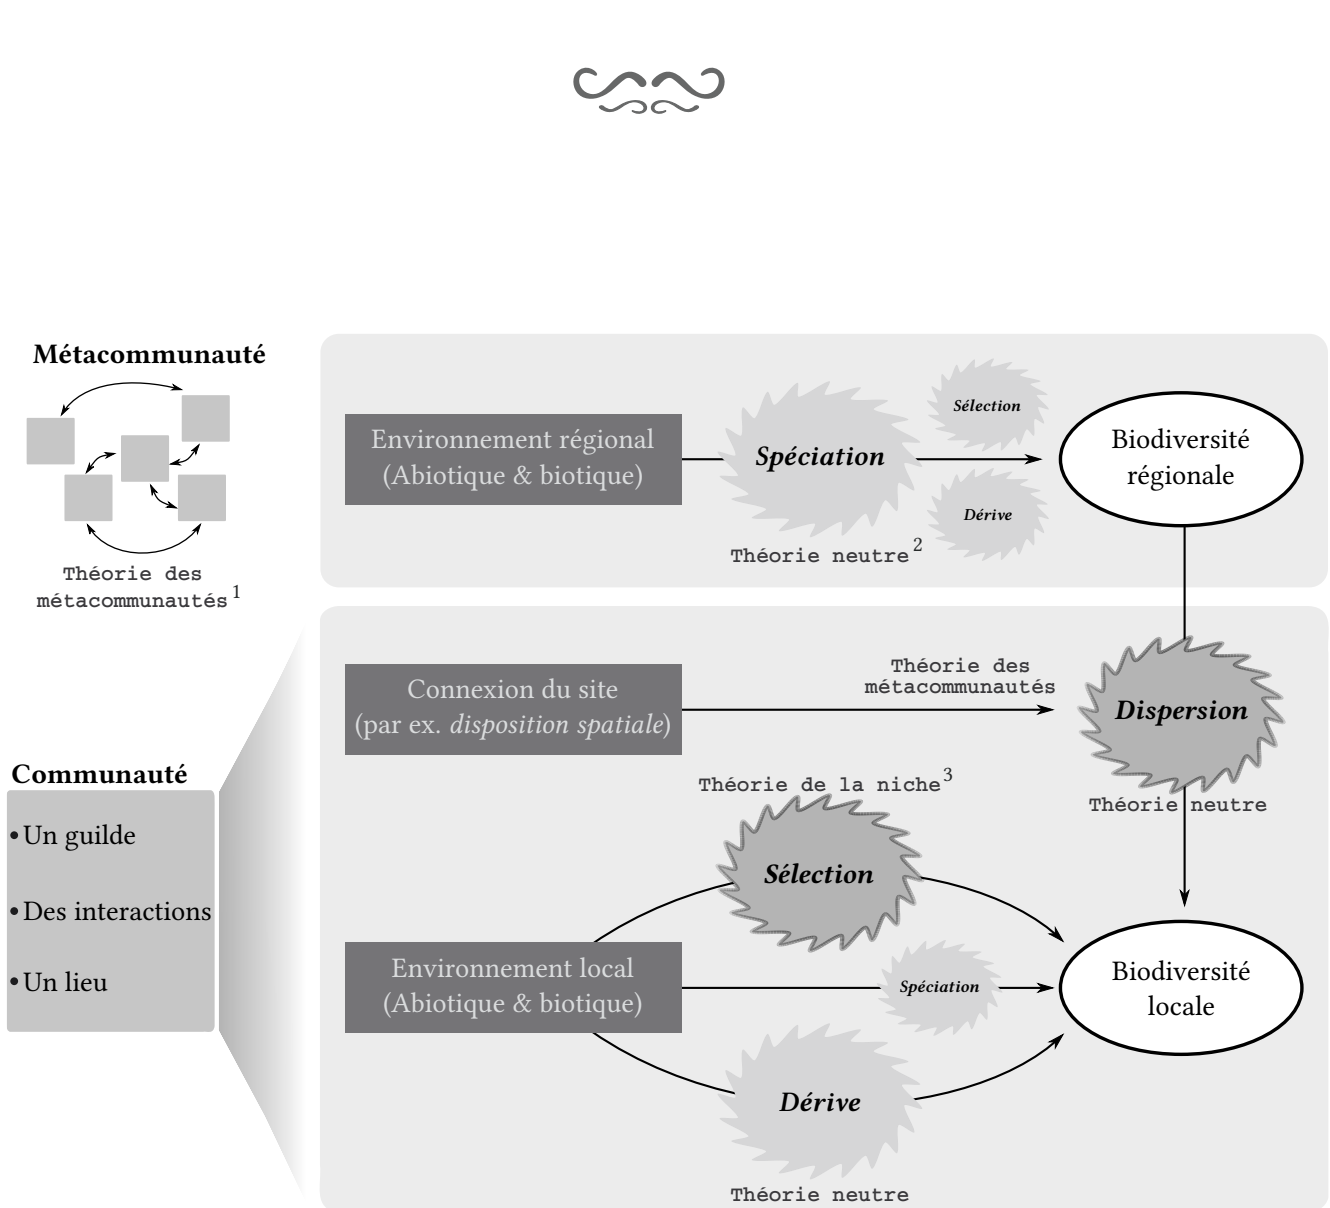 Métacommunauté
Théorie des
métacommunautés1
Environnement régional
(Abiotique & biotique)
Spéciation
Théorie neutre2
Sélection
Dérive
Biodiversité
régionale
Connexion du site
(par ex. disposition spatiale)
Théorie des
métacommunautés
Dispersion
Théorie neutre
Communauté
•Un guilde
•Des interactions
•Un lieu
Théorie de la niche3
Sélection
Environnement local
(Abiotique & biotique)
Spéciation
Biodiversité
locale
Dérive
Théorie neutre